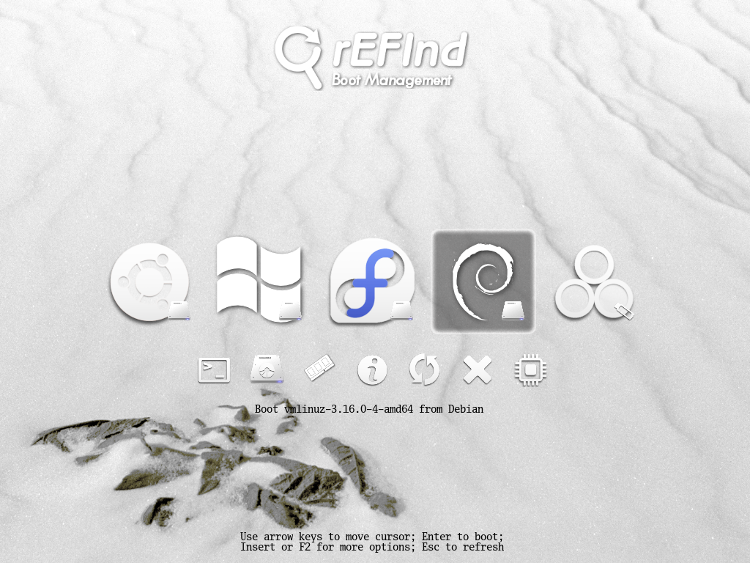 rEFInd
Boot Management
Boot vmlinuz-3.16.0-4-amd64 from Debian
Use arrow keys to move cursor; Enter to boot;
Insert or F2 for more options; Esc to refresh